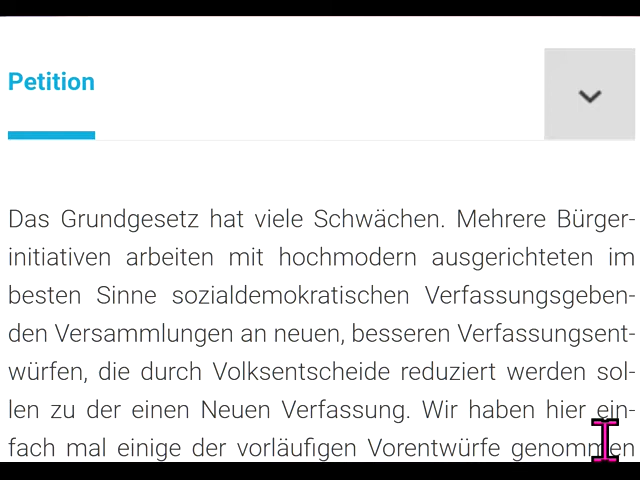 Petition
Das Grundgesetz hat viele Schwächen. Mehrere Bürger-
initiativen arbeiten mit hochmodern ausgerichteten im
besten Sinne sozialdemokratischen Verfassungsgeben-
den Versammlungen an neuen, besseren Verfassungsent-
würfen, die durch Volksentscheide reduziert werden sol-
len zu der einen Neuen Verfassung. Wir haben hier ein-
fach mal einige der vorläufigen Vorentwürfe genommen